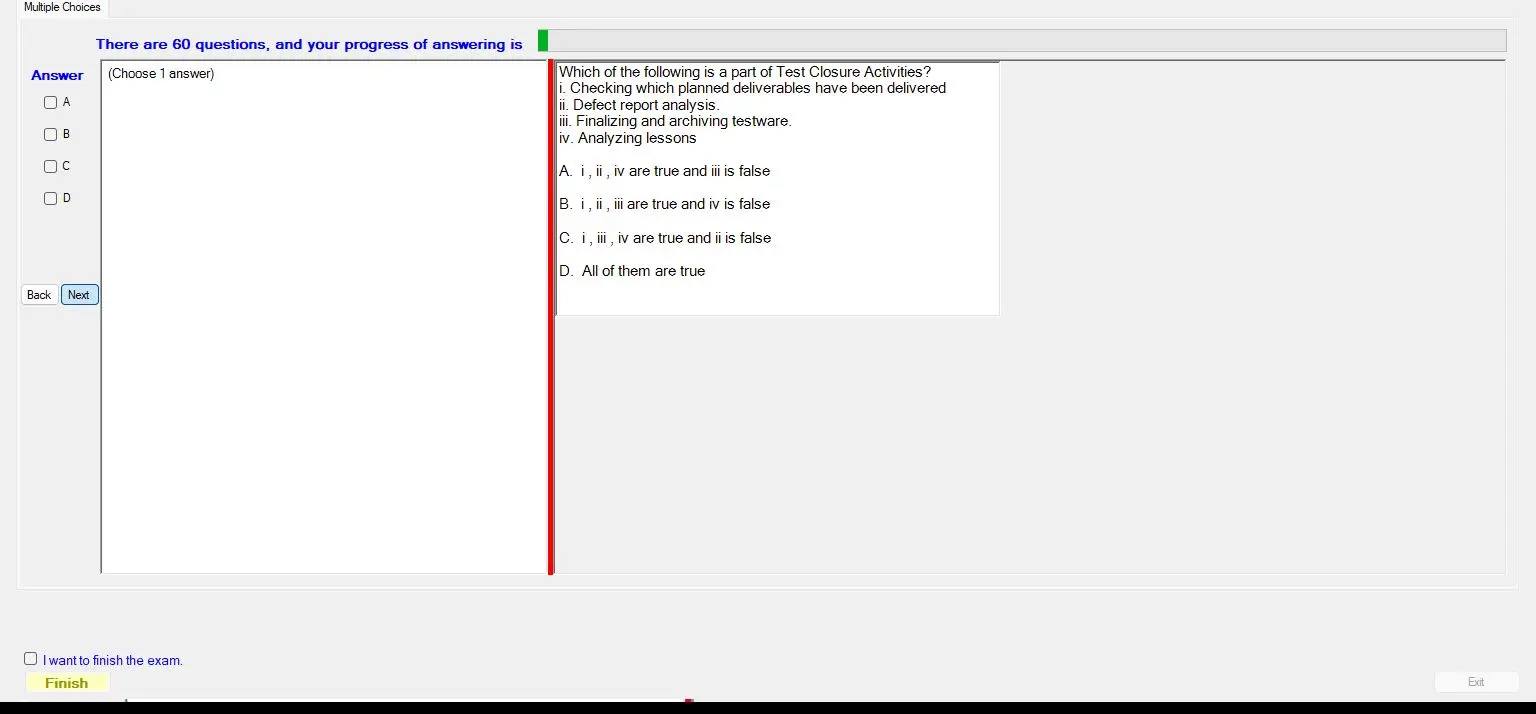 Multiple Choices
There are 60 questions, and your progress of answering is
Answer
A
B
C
D
Back Next
(Choose 1 answer)
Which of the following is a part of Test Closure Activities?
i. Checking which planned deliverables have been delivered
ii. Defect report analysis.
iii. Finalizing and archiving testware.
iv. Analyzing lessons
A. i , ii , iv are true and iii is false
B. i , ii , iii are true and iv is false
C. i , iii , iv are true and ii is false
D. All of them are true
I want to finish the exam.
Finish
Exit